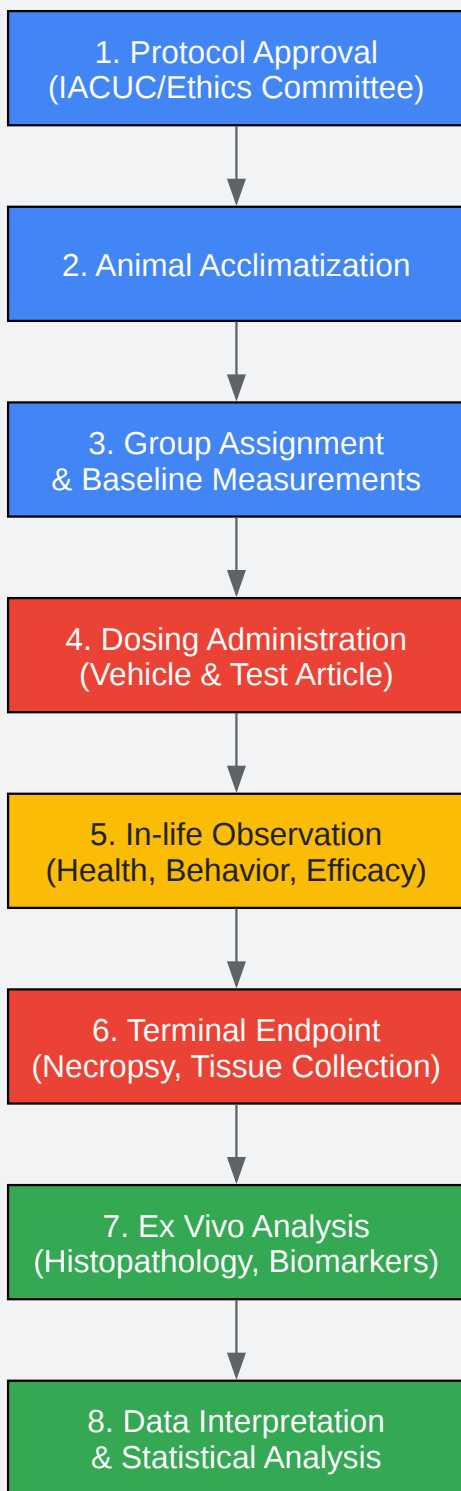 1. Protocol Approval
(IACUC/Ethics Committee)
2. Animal Acclimatization
3. Group Assignment
& Baseline Measurements
4. Dosing Administration
(Vehicle & Test Article)
5. In-life Observation
(Health, Behavior, Efficacy)
6. Terminal Endpoint
(Necropsy, Tissue Collection)
7. Ex Vivo Analysis
(Histopathology, Biomarkers)
8. Data Interpretation
& Statistical Analysis